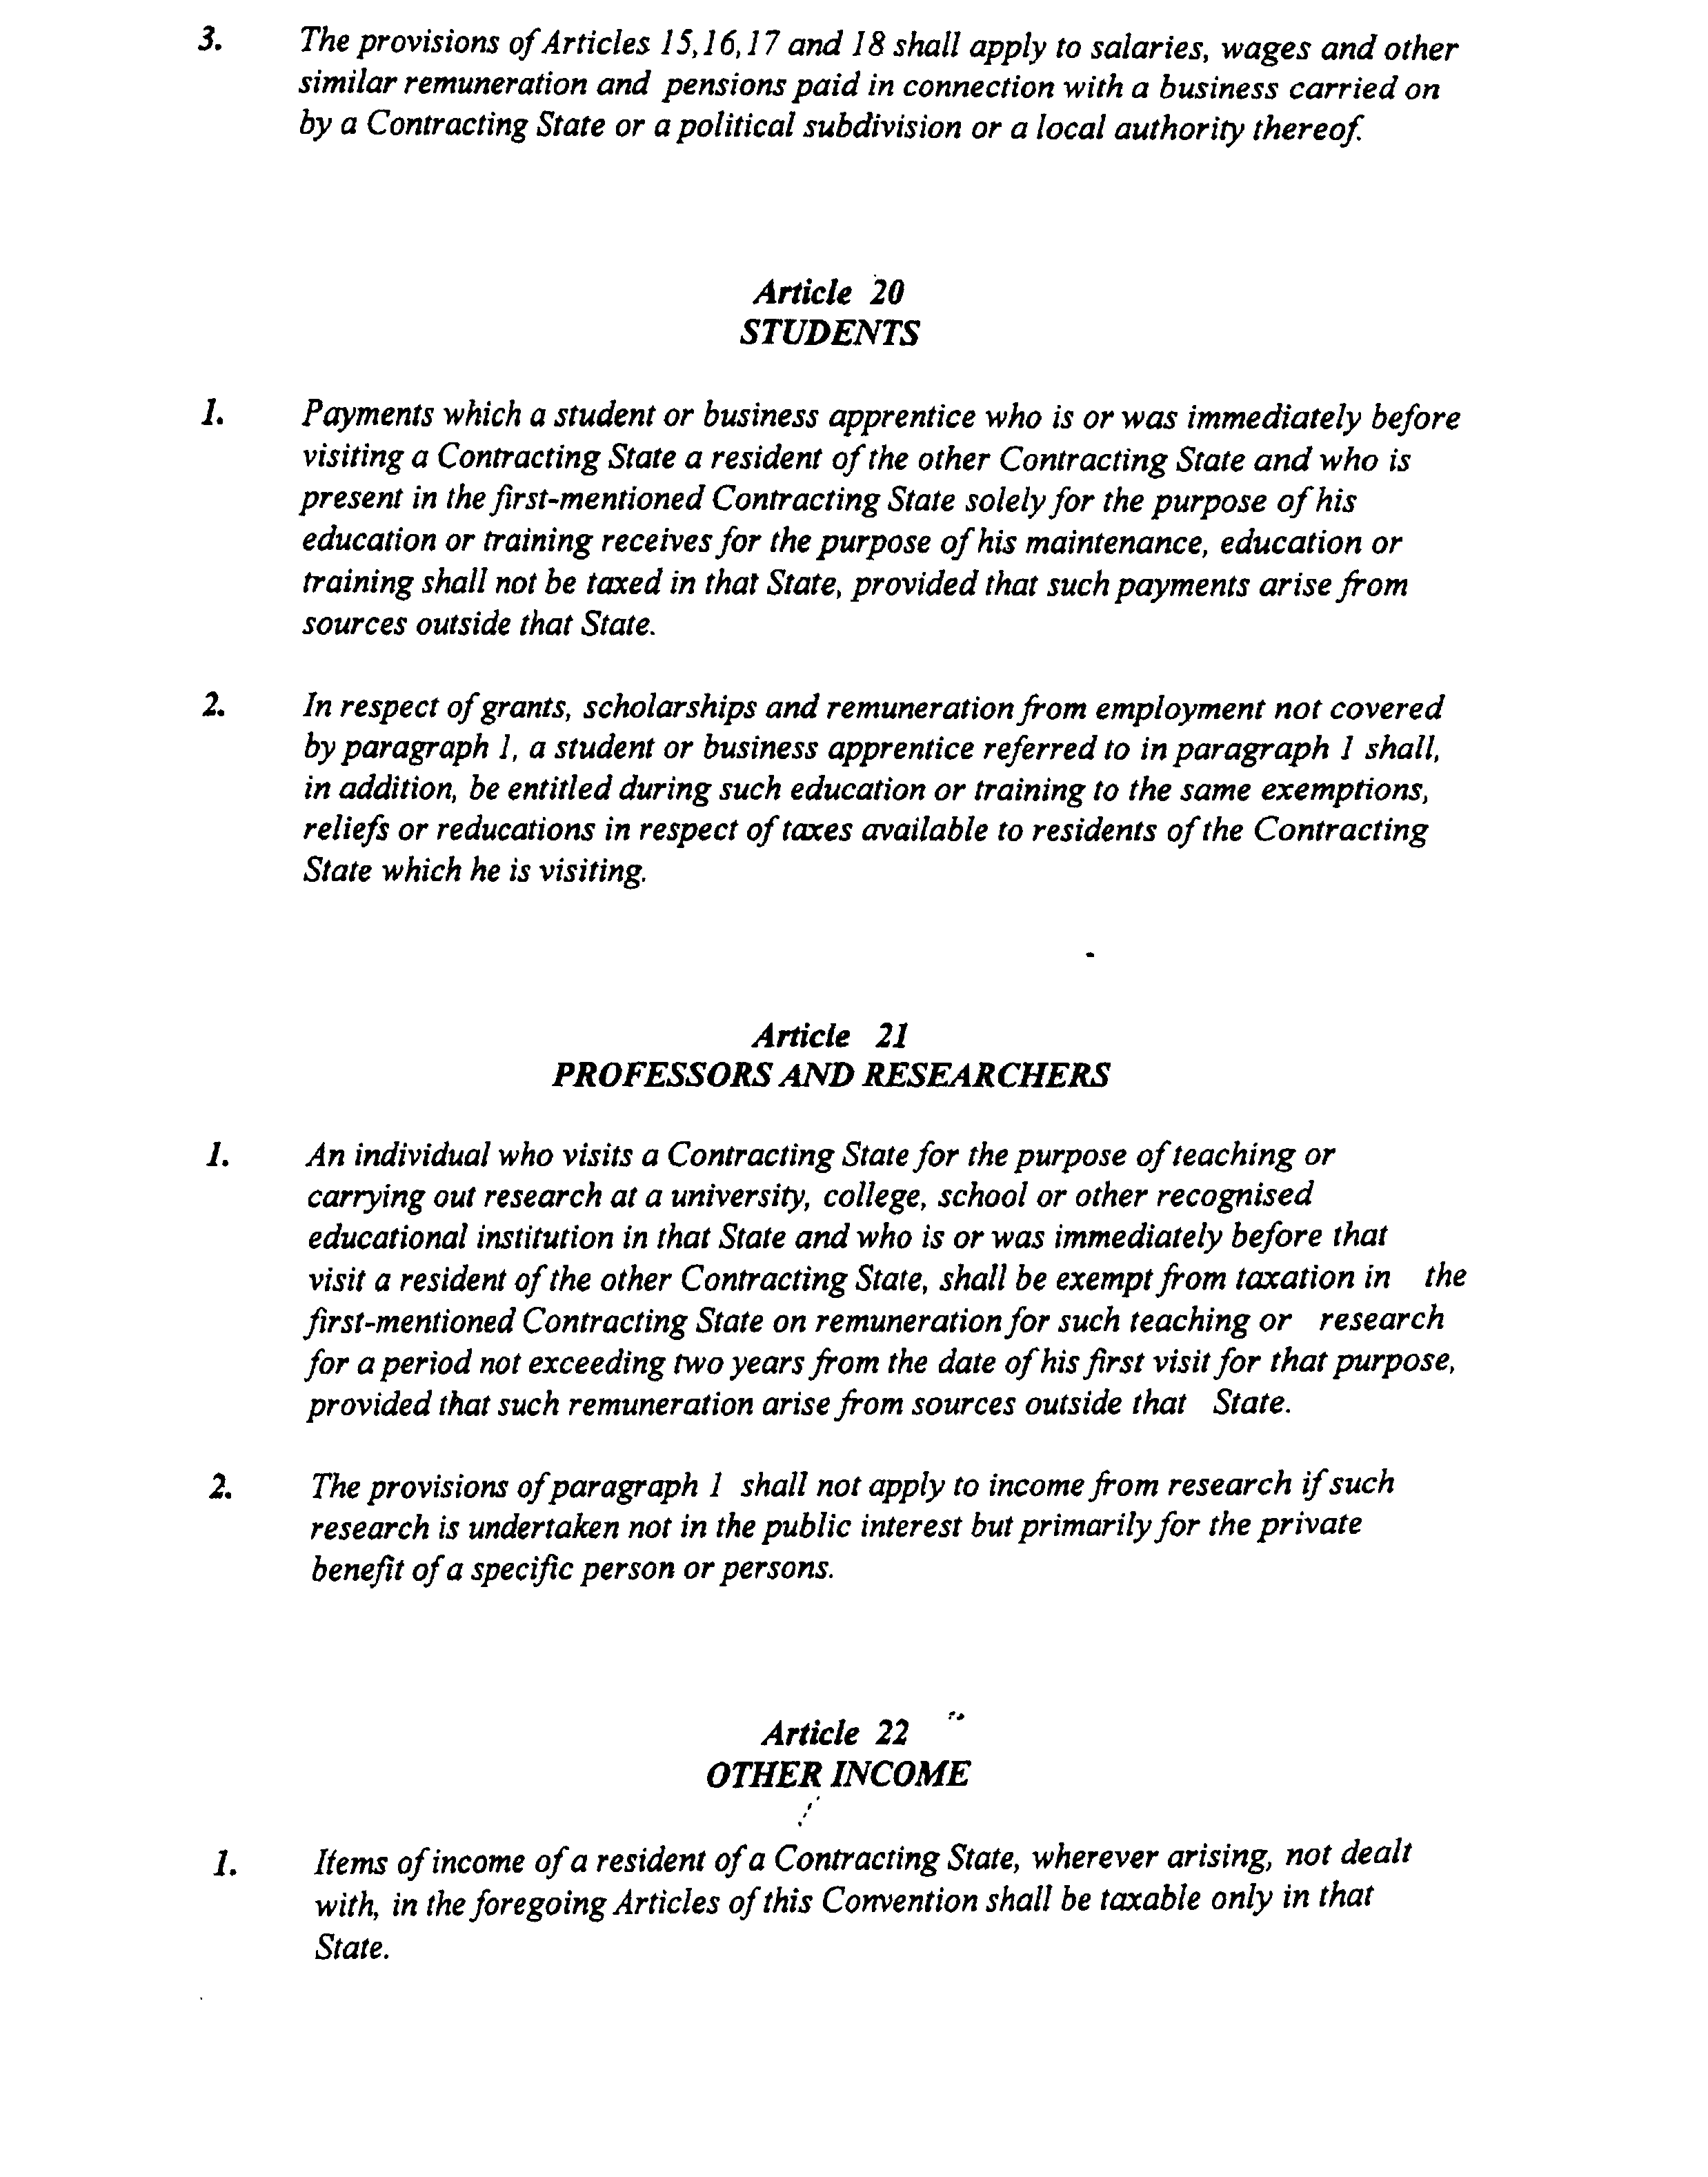 3. The provisions of Articles 15,16,17 and 18 shall apply to salaries, wages and other
similar remuneration and pensions paid in connection with a business carried on
by a Contracting State or a political subdivision or a local authority thereof.
Article 20
STUDENTS
1. Payments which a student or business apprentice who is or was immediately before
visiting a Contracting State a resident of the other Contracting State and who is
present in the first-mentioned Contracting State solely for the purpose of his
education or training receives for the purpose of his maintenance, education or
training shall not be taxed in that State, provided that such payments arise from
sources outside that State.
2. In respect of grants, scholarships and remuneration from employment not covered
by paragraph 1, a student or business apprentice referred to in paragraph 1 shall,
in addition, be entitled during such education or training to the same exemptions,
reliefs or reducations in respect of taxes available to residents of the Contracting
State which he is visiting.
Article 21
PROFESSORS AND RESEARCHERS
1. An individual who visits a Contracting State for the purpose of teaching or
carrying out research at a university, college, school or other recognised
educational institution in that State and who is or was immediately before that
visit a resident of the other Contracting State, shall be exempt from taxation in the
first-mentioned Contracting State on remuneration for such teaching or research
for a period not exceeding two years from the date of his first visit for that purpose,
provided that such remuneration arise from sources outside that State.
2. The provisions of paragraph 1 shall not apply to income from research if such
research is undertaken not in the public interest but primarily for the private
benefit of a specific person or persons.
Article 22
OTHER INCOME
1. Items of income of a resident of a Contracting State, wherever arising, not dealt
with, in the foregoing Articles of this Convention shall be taxable only in that
State.